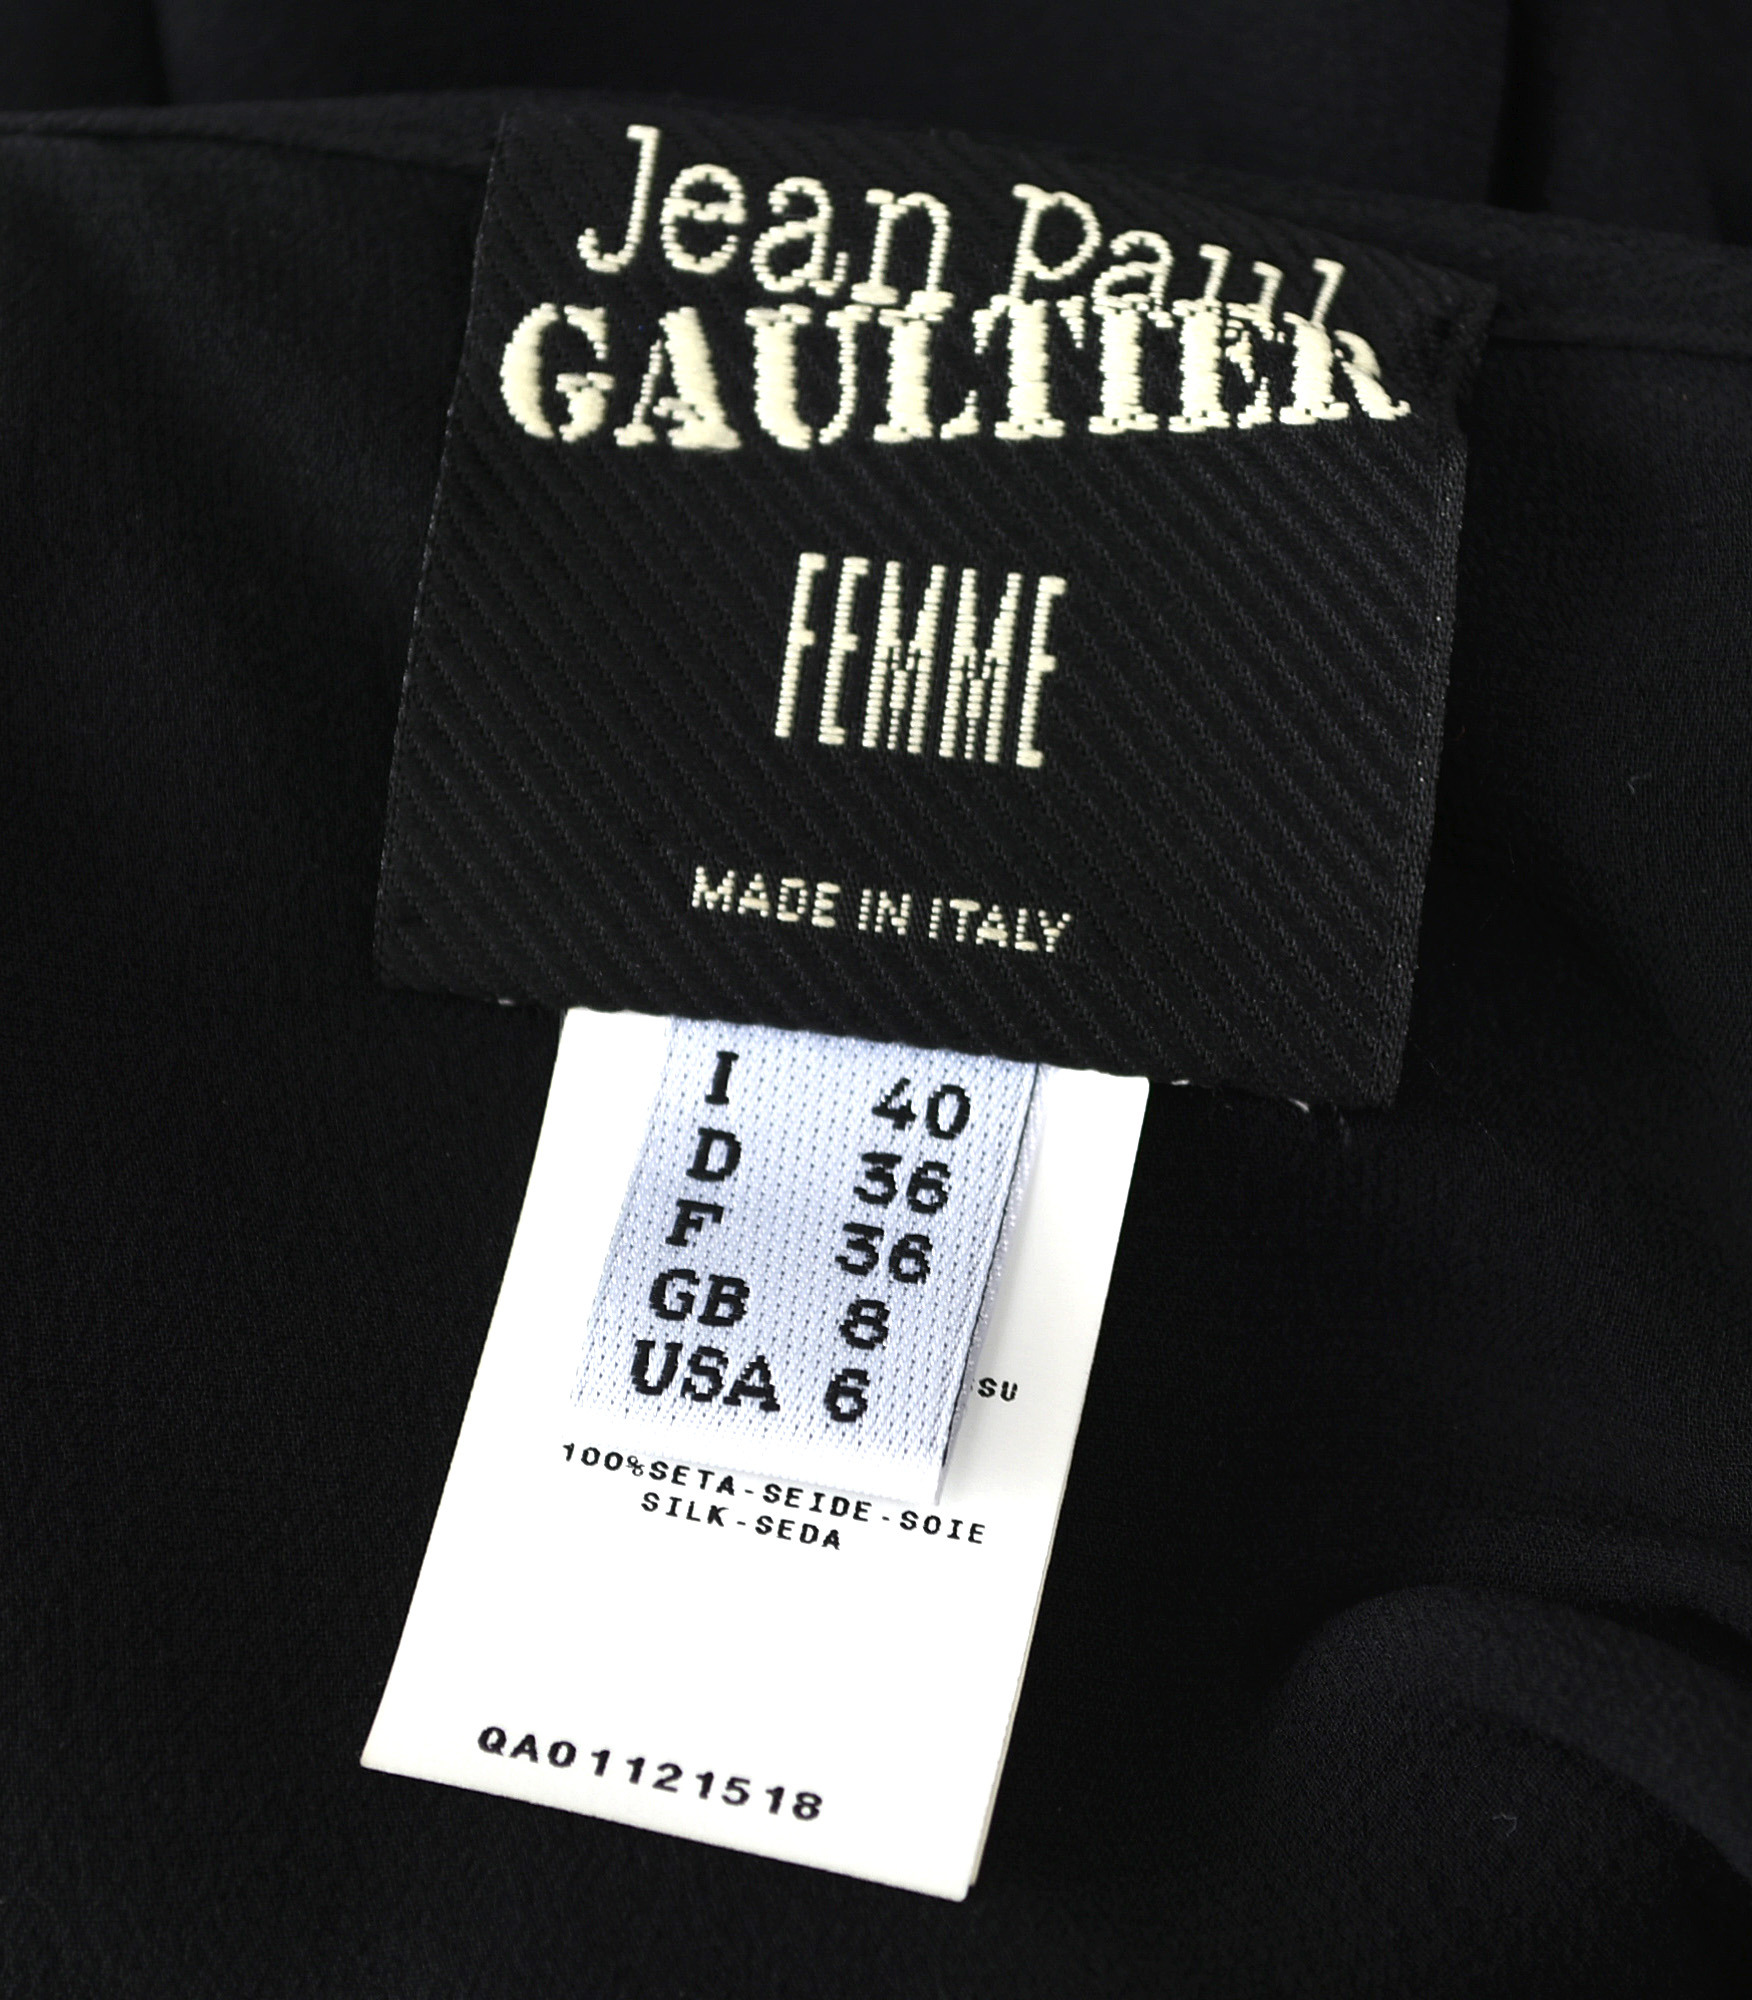 Jean Paul
GAULTIER
FEMME
MADE IN ITALY
I 40
D 36
F 36
GB 8
USA 6
SU
100%SETA-SEIDE-SOIE
SILK-SEDA
QA01121518